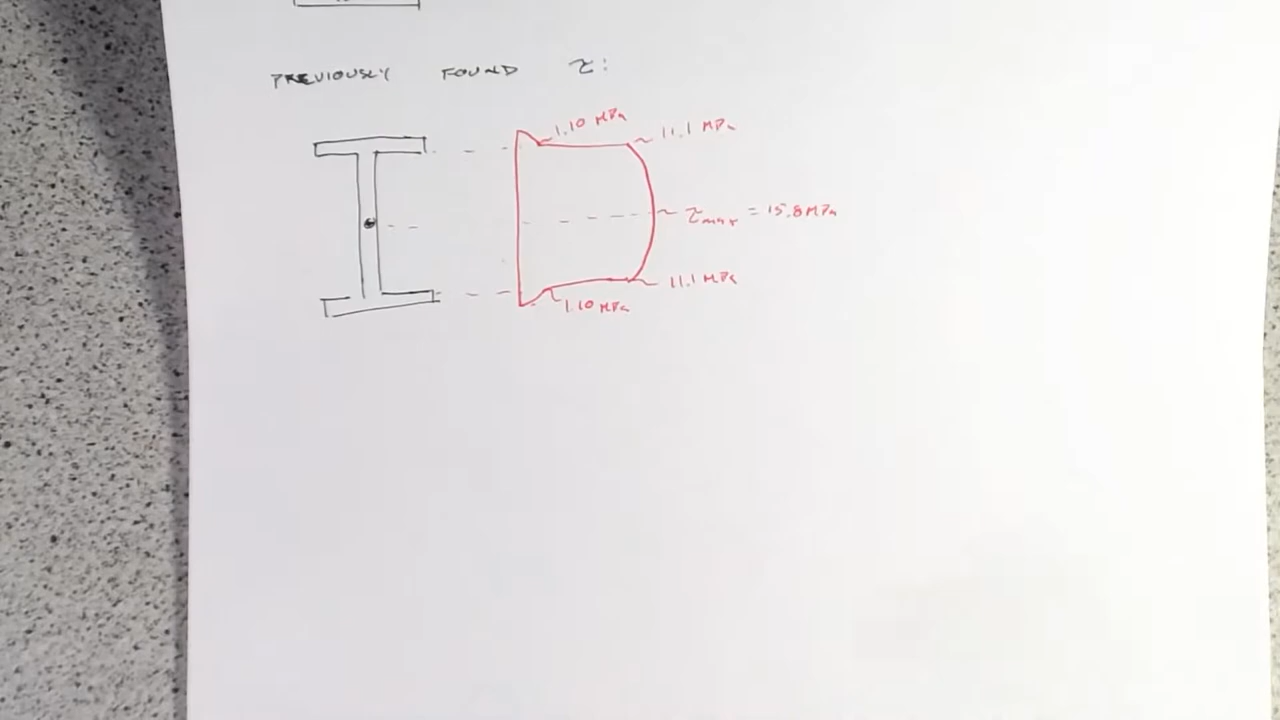 PREVIOUSLY FOUND τ:
1.10 MPa
11.1 MPa
τmax = 15.8 MPa
11.1 MPa
1.10 MPa